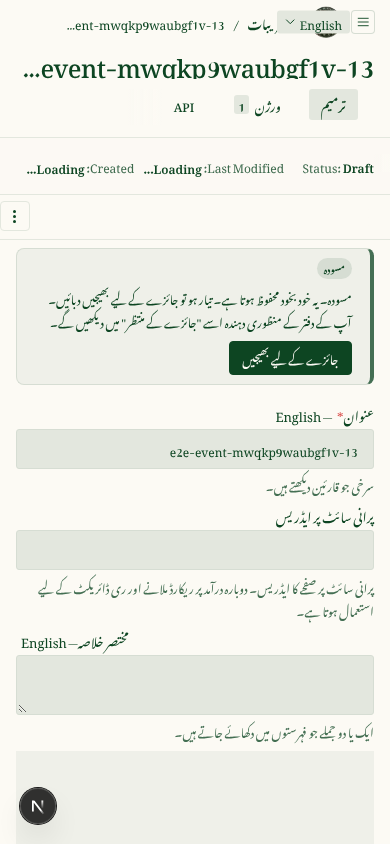 English
یبات / ent-mwqkp9waubgf1v-13...
...event-mwqkp9waubgf1v-13
ترمیم ورژن 1 API
Status: Draft Last Modified: Loading... Created: Loading...
مسودہ
مسودہ۔ یہ خود بخود محفوظ ہوتا ہے۔ تیار ہو تو جائزے کے لیے بھیجیں دبائیں۔
آپ کے دفتر کے منظوری دہندہ اسے "جائزے کے منتظر" میں دیکھیں گے۔
جائزے کے لیے بھیجیں
عنوان* — English
e2e-event-mwqkp9waubgf1v-13
سرخی جو قارئین دیکھتے ہیں۔
پرانی سائٹ پر ایڈریس
پرانی سائٹ پر صفحے کا ایڈریس۔ دوبارہ درآمد پر ریکارڈ ملانے اور ری ڈائریکٹ کے لیے
استعمال ہوتا ہے۔
مختصر خلاصہ — English
ایک یا دو جملے جو فہرستوں میں دکھائے جاتے ہیں۔
N